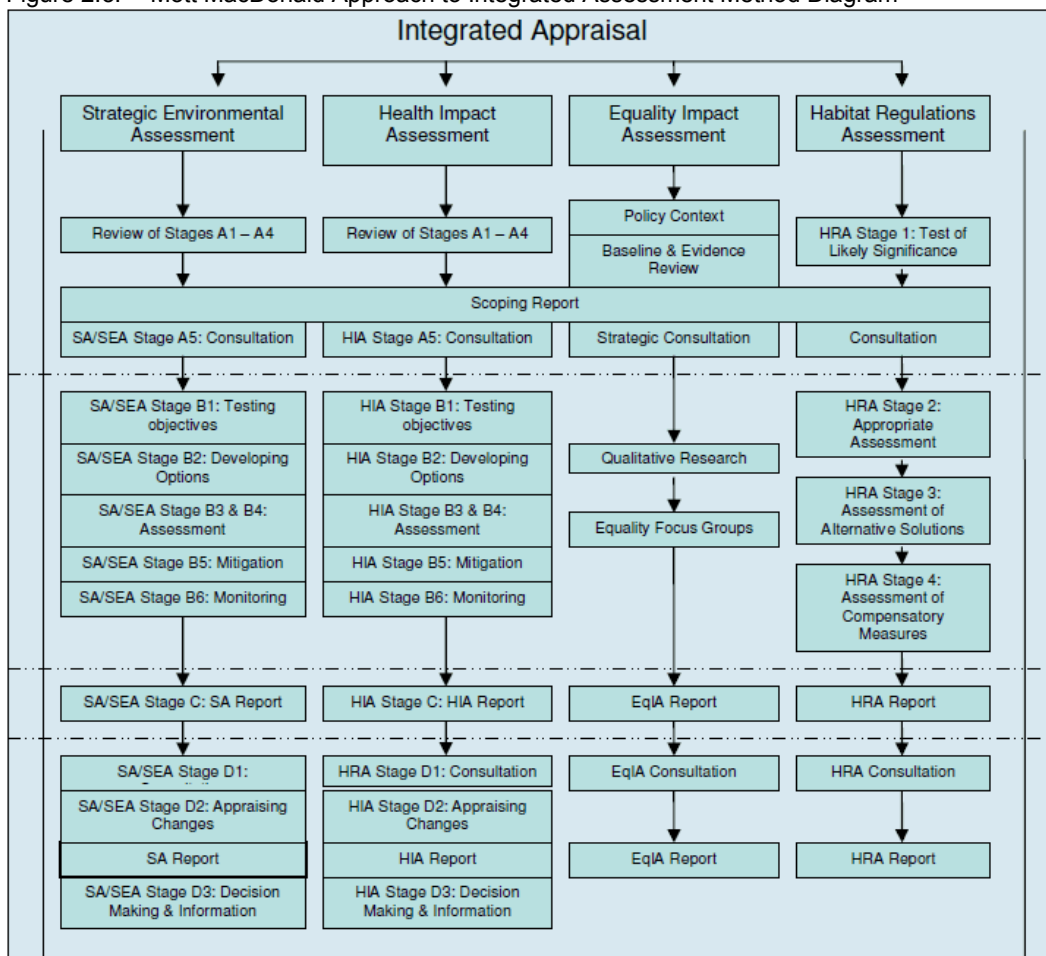 Figure Mott MacDonald Approach to Integrated Assessment Method Diagram
Integrated Appraisal
Strategic Environmental
Assessment
Health Impact
Assessment
Equality Impact
Assessment
Habitat Regulations
Assessment
Review of Stages A1 – A4
Review of Stages A1 – A4
Policy Context
Baseline & Evidence
Review
HRA Stage 1: Test of
Likely Significance
Scoping Report
SA/SEA Stage A5: Consultation
HIA Stage A5: Consultation
Strategic Consultation
Consultation
SA/SEA Stage B1: Testing
objectives
SA/SEA Stage B2: Developing
Options
SA/SEA Stage B3 & B4:
Assessment
SA/SEA Stage B5: Mitigation
SA/SEA Stage B6: Monitoring
HIA Stage B1: Testing
objectives
HIA Stage B2: Developing
Options
HIA Stage B3 & B4:
Assessment
HIA Stage B5: Mitigation
HIA Stage B6: Monitoring
Qualitative Research
Equality Focus Groups
HRA Stage 2:
Appropriate
Assessment
HRA Stage 3:
Assessment of
Alternative Solutions
HRA Stage 4:
Assessment of
Compensatory
Measures
SA/SEA Stage C: SA Report
HIA Stage C: HIA Report
EqIA Report
HRA Report
SA/SEA Stage D1:
HRA Stage D1: Consultation
EqIA Consultation
HRA Consultation
SA/SEA Stage D2: Appraising
Changes
HIA Stage D2: Appraising
Changes
SA Report
HIA Report
EqIA Report
HRA Report
SA/SEA Stage D3: Decision
Making & Information
HIA Stage D3: Decision
Making & Information